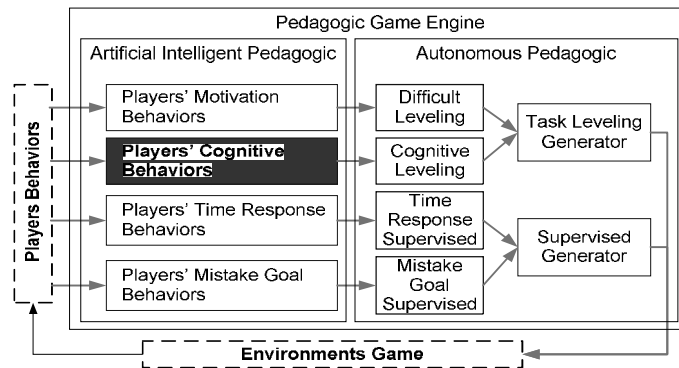 Pedagogic Game Engine
Artificial Intelligent Pedagogic
Autonomous Pedagogic
Players Behaviors
Players' Motivation
Behaviors
Players' Cognitive
Behaviors
Players' Time Response
Behaviors
Players' Mistake Goal
Behaviors
Difficult
Leveling
Cognitive
Leveling
Time
Response
Supervised
Mistake
Goal
Supervised
Task Leveling
Generator
Supervised
Generator
Environments Game